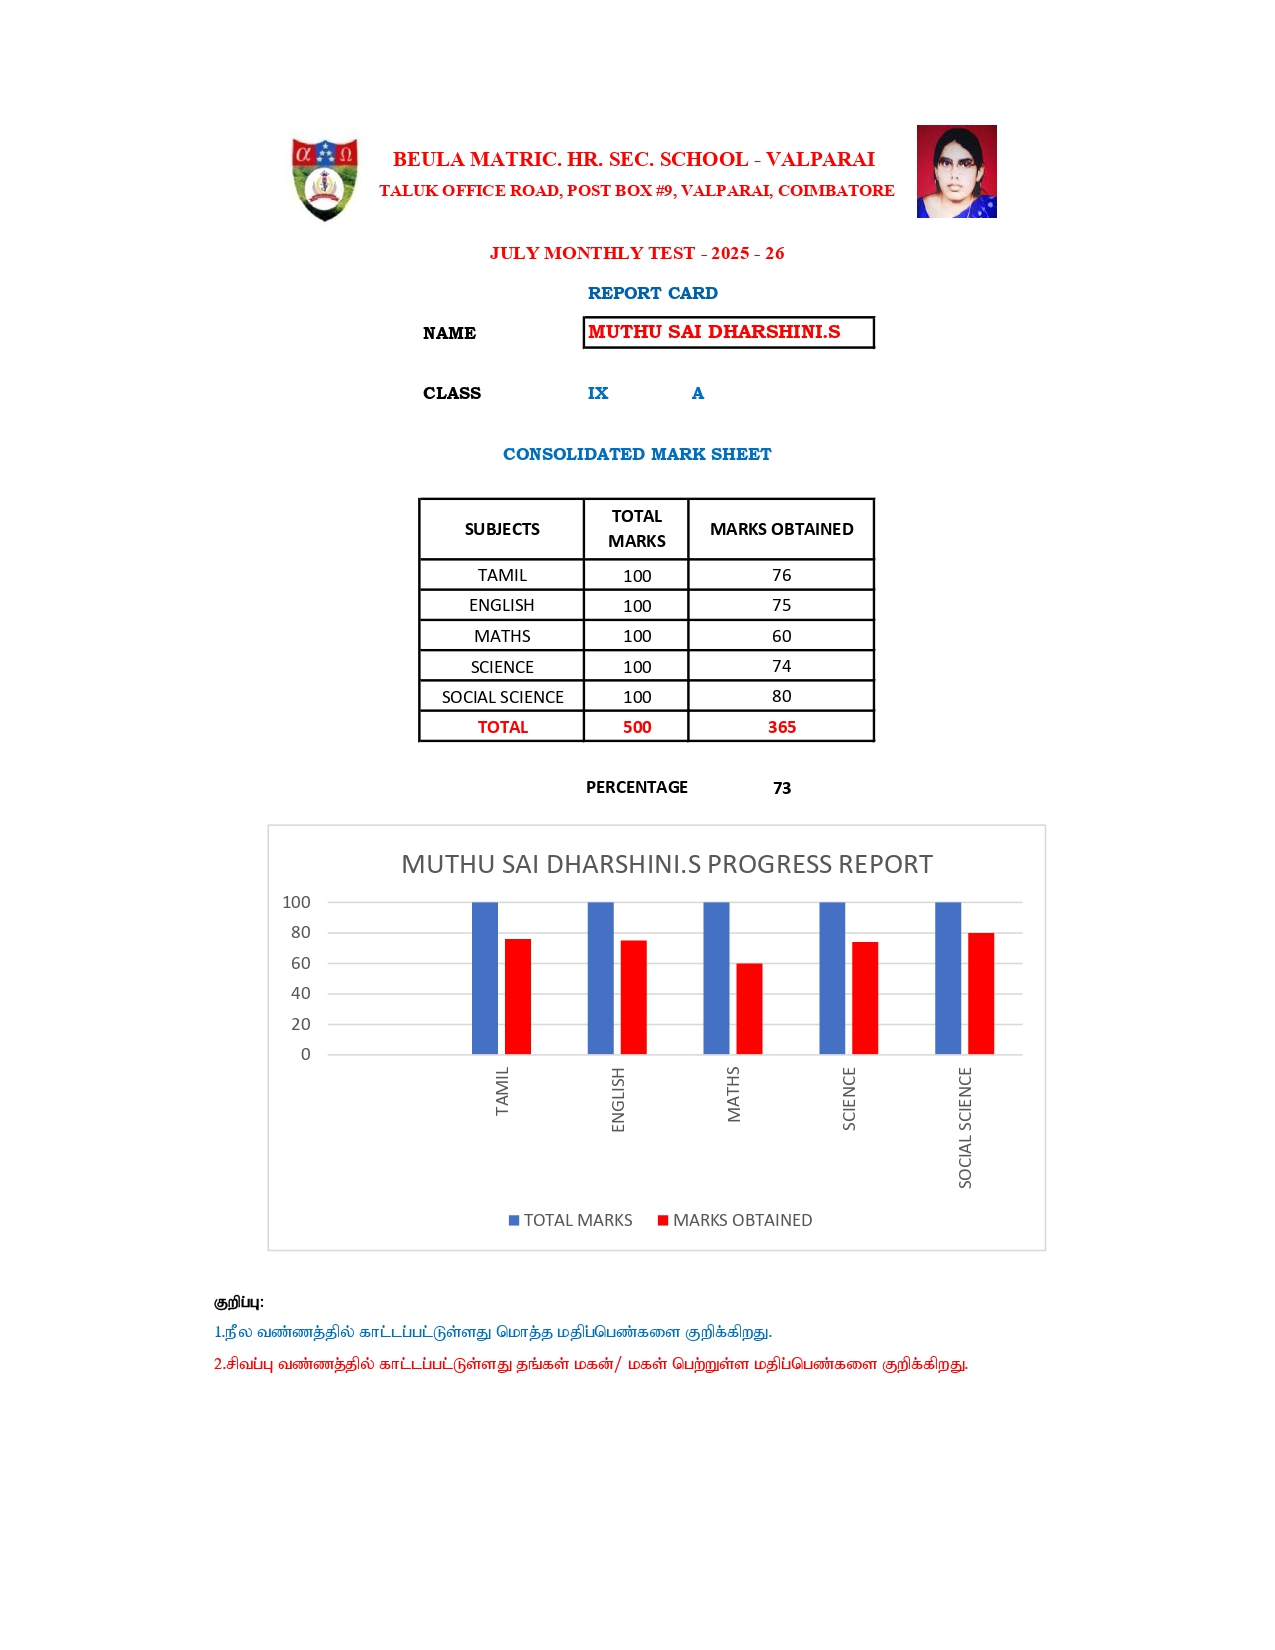 α Ω
BEULA MATRIC. HR. SEC. SCHOOL - VALPARAI
TALUK OFFICE ROAD, POST BOX #9, VALPARAI, COIMBATORE
JULY MONTHLY TEST - 2025 - 26
REPORT CARD
NAME MUTHU SAI DHARSHINI.S
CLASS IX A
CONSOLIDATED MARK SHEET
SUBJECTS TOTAL MARKS MARKS OBTAINED
TAMIL 100 76
ENGLISH 100 75
MATHS 100 60
SCIENCE 100 74
SOCIAL SCIENCE 100 80
TOTAL 500 365
PERCENTAGE 73
MUTHU SAI DHARSHINI.S PROGRESS REPORT
100
80
60
40
20
0
TAMIL ENGLISH MATHS SCIENCE SOCIAL SCIENCE
TOTAL MARKS MARKS OBTAINED
குறிப்பு:
1.நீல வண்ணத்தில் காட்டப்பட்டுள்ளது மொத்த மதிப்பெண்களை குறிக்கிறது.
2.சிவப்பு வண்ணத்தில் காட்டப்பட்டுள்ளது தங்கள் மகன்/ மகள் பெற்றுள்ள மதிப்பெண்களை குறிக்கிறது.